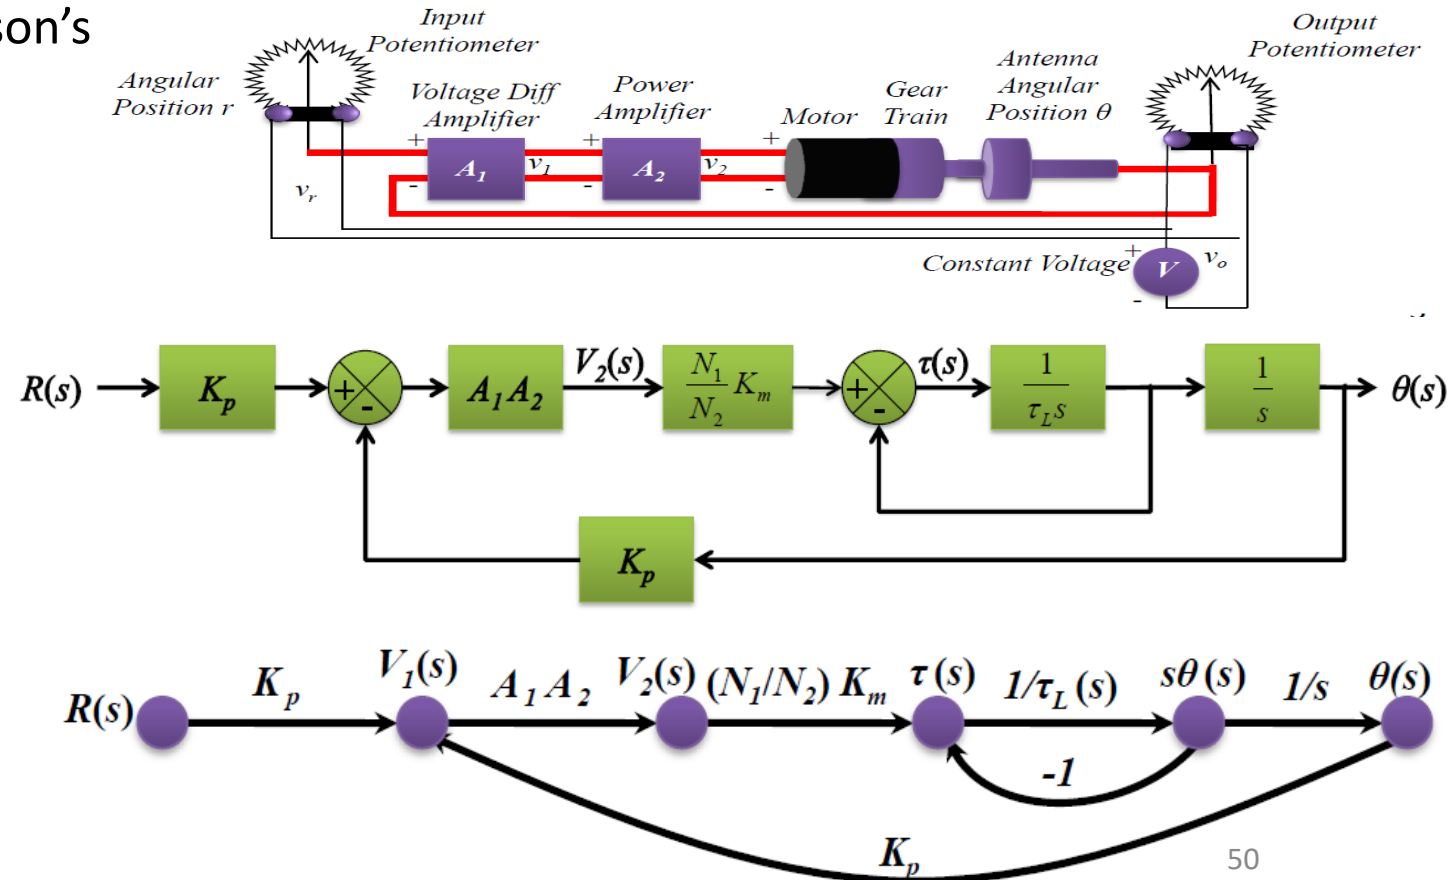 son's
Input
Potentiometer
Angular
Position r
Voltage Diff
Amplifier
Power
Amplifier
Motor
Gear
Train
Antenna
Angular
Position θ
Output
Potentiometer
+
-
A₁
v₁
+
-
A₂
v₂
+
-
vᵣ
Constant Voltage
+
-
V
vₒ
R(s)
Kₚ
+
-
A₁A₂
V₂(s)
N₁/N₂ Kₘ
+
-
τ(s)
1/τ_L s
1/s
θ(s)
Kₚ
R(s)
Kₚ
V₁(s)
A₁A₂
V₂(s)
(N₁/N₂) Kₘ
τ(s)
1/τ_L (s)
sθ(s)
1/s
θ(s)
-1
Kₚ
50